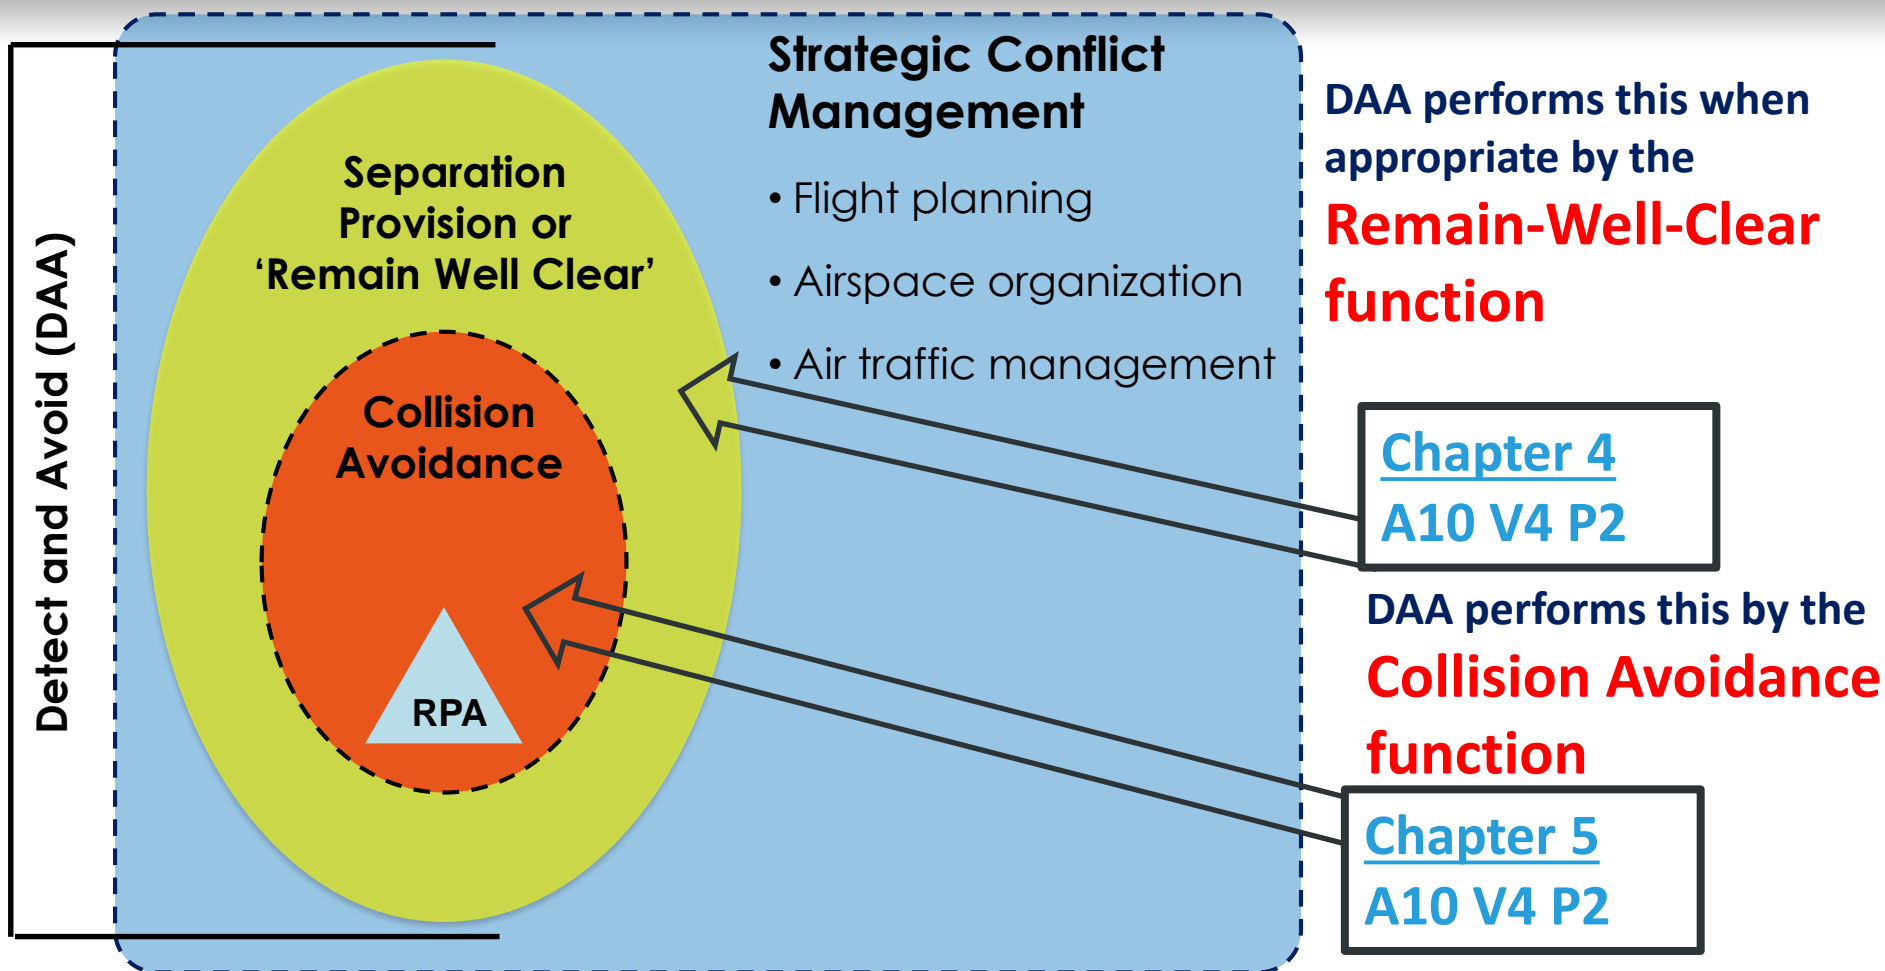 Detect and Avoid (DAA)
Separation
Provision or
‘Remain Well Clear’
Collision
Avoidance
RPA
Strategic Conflict
Management
• Flight planning
• Airspace organization
• Air traffic management
DAA performs this when
appropriate by the
Remain-Well-Clear
function
Chapter 4
A10 V4 P2
DAA performs this by the
Collision Avoidance
function
Chapter 5
A10 V4 P2